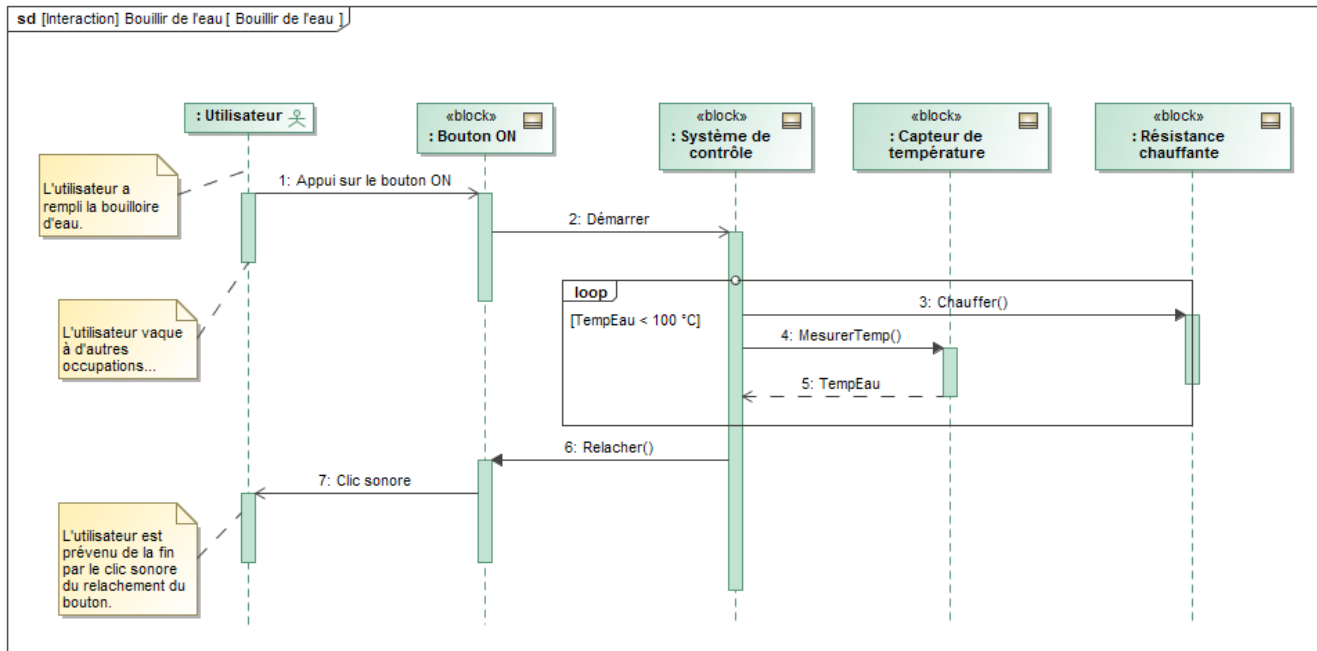 sd [Interaction] Bouillir de l'eau [ Bouillir de l'eau ]
: Utilisateur
«block»
: Bouton ON
«block»
: Système de
contrôle
«block»
: Capteur de
température
«block»
: Résistance
chauffante
L'utilisateur a
rempli la bouilloire
d'eau.
1: Appui sur le bouton ON
2: Démarrer
loop
[TempEau < 100 °C]
3: Chauffer()
4: MesurerTemp()
5: TempEau
L'utilisateur vaque
à d'autres
occupations...
6: Relacher()
7: Clic sonore
L'utilisateur est
prévenu de la fin
par le clic sonore
du relachement du
bouton.